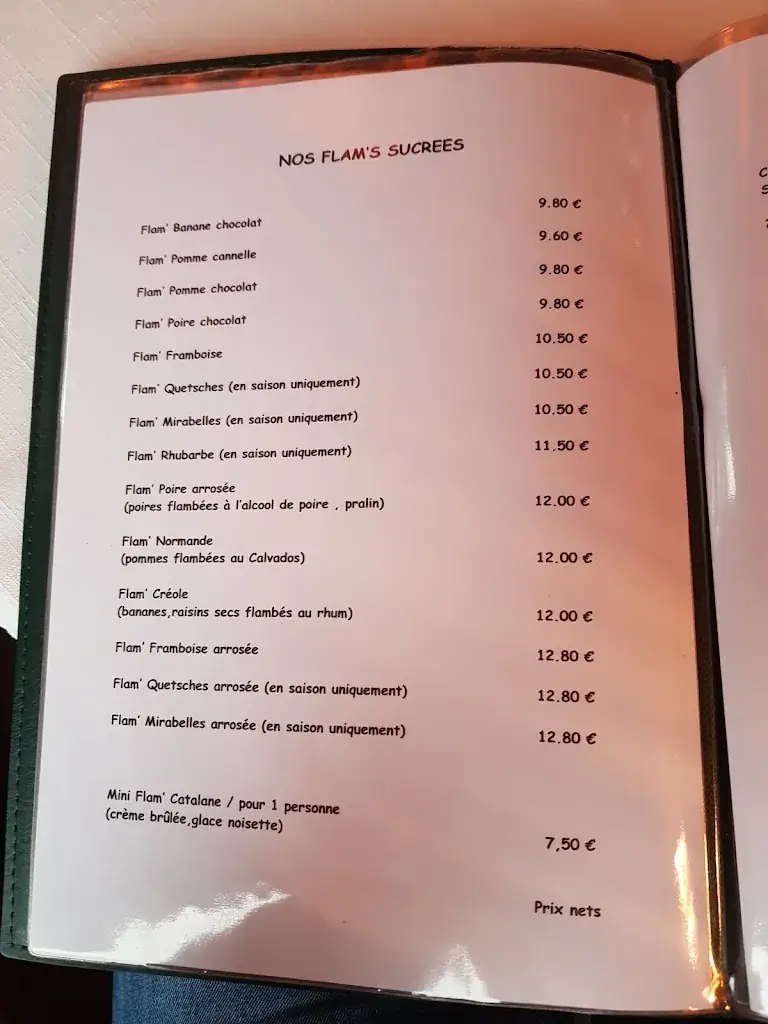 NOS FLAM'S SUCREES
Flam' Banane chocolat 9.80 €
Flam' Pomme cannelle 9.60 €
Flam' Pomme chocolat 9.80 €
Flam' Poire chocolat 9.80 €
Flam' Framboise 10.50 €
Flam' Quetsches (en saison uniquement) 10.50 €
Flam' Mirabelles (en saison uniquement) 10.50 €
Flam' Rhubarbe (en saison uniquement) 11.50 €
Flam' Poire arrosée
(poires flambées à l'alcool de poire , pralin) 12.00 €
Flam' Normande
(pommes flambées au Calvados) 12.00 €
Flam' Créole
(bananes,raisins secs flambés au rhum) 12.00 €
Flam' Framboise arrosée 12.80 €
Flam' Quetsches arrosée (en saison uniquement) 12.80 €
Flam' Mirabelles arrosée (en saison uniquement) 12.80 €
Mini Flam' Catalane / pour 1 personne
(crème brûlée,glace noisette) 7,50 €
Prix nets